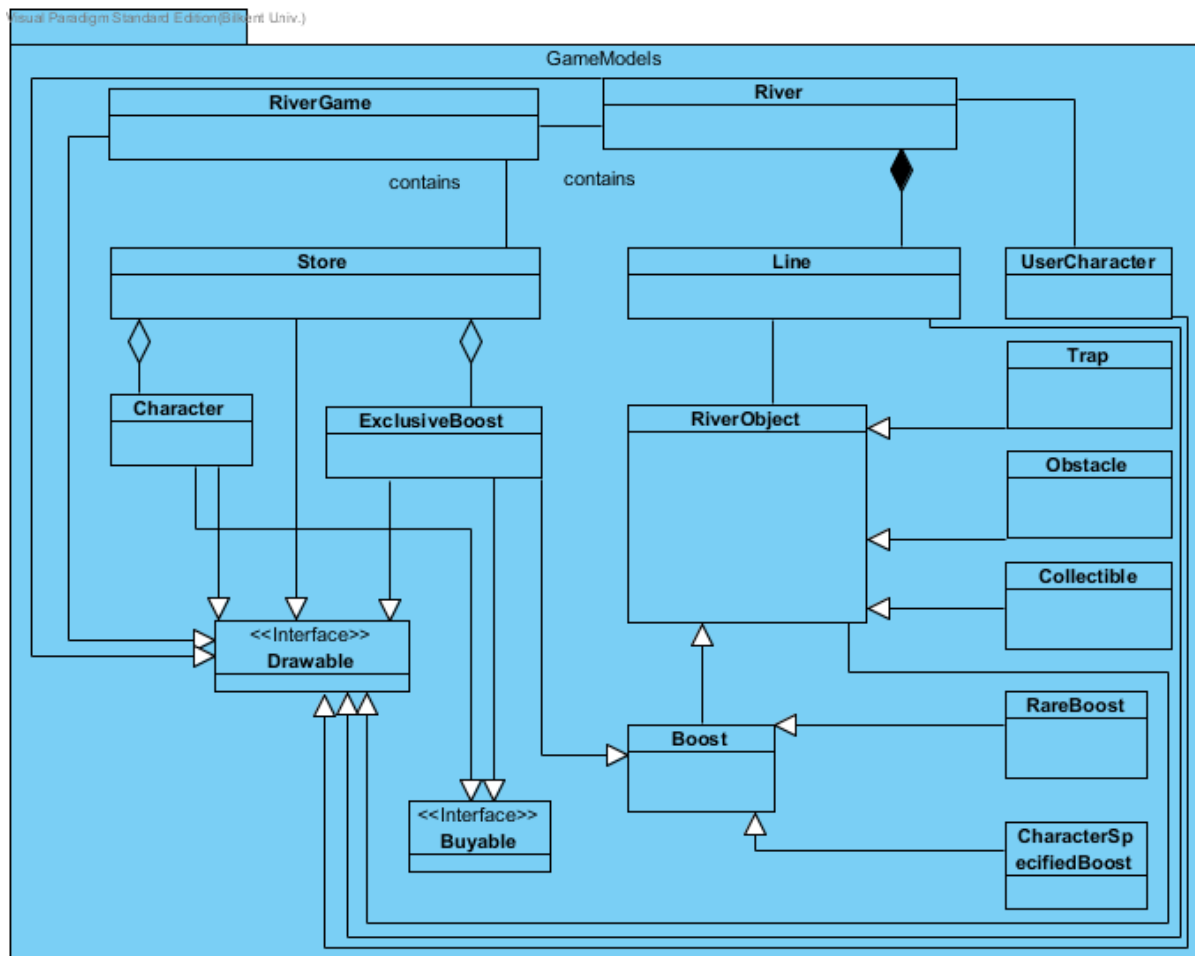 Visual Paradigm Standard Edition(Bilkent Univ.)
GameModels
RiverGame
River
contains
contains
Store
Line
UserCharacter
Trap
Character
ExclusiveBoost
RiverObject
Obstacle
Collectible
<<Interface>>
Drawable
RareBoost
Boost
<<Interface>>
Buyable
CharacterSp
ecifiedBoost